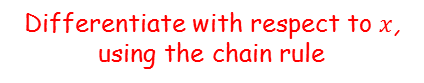 Differentiate with respect to x,
using the chain rule